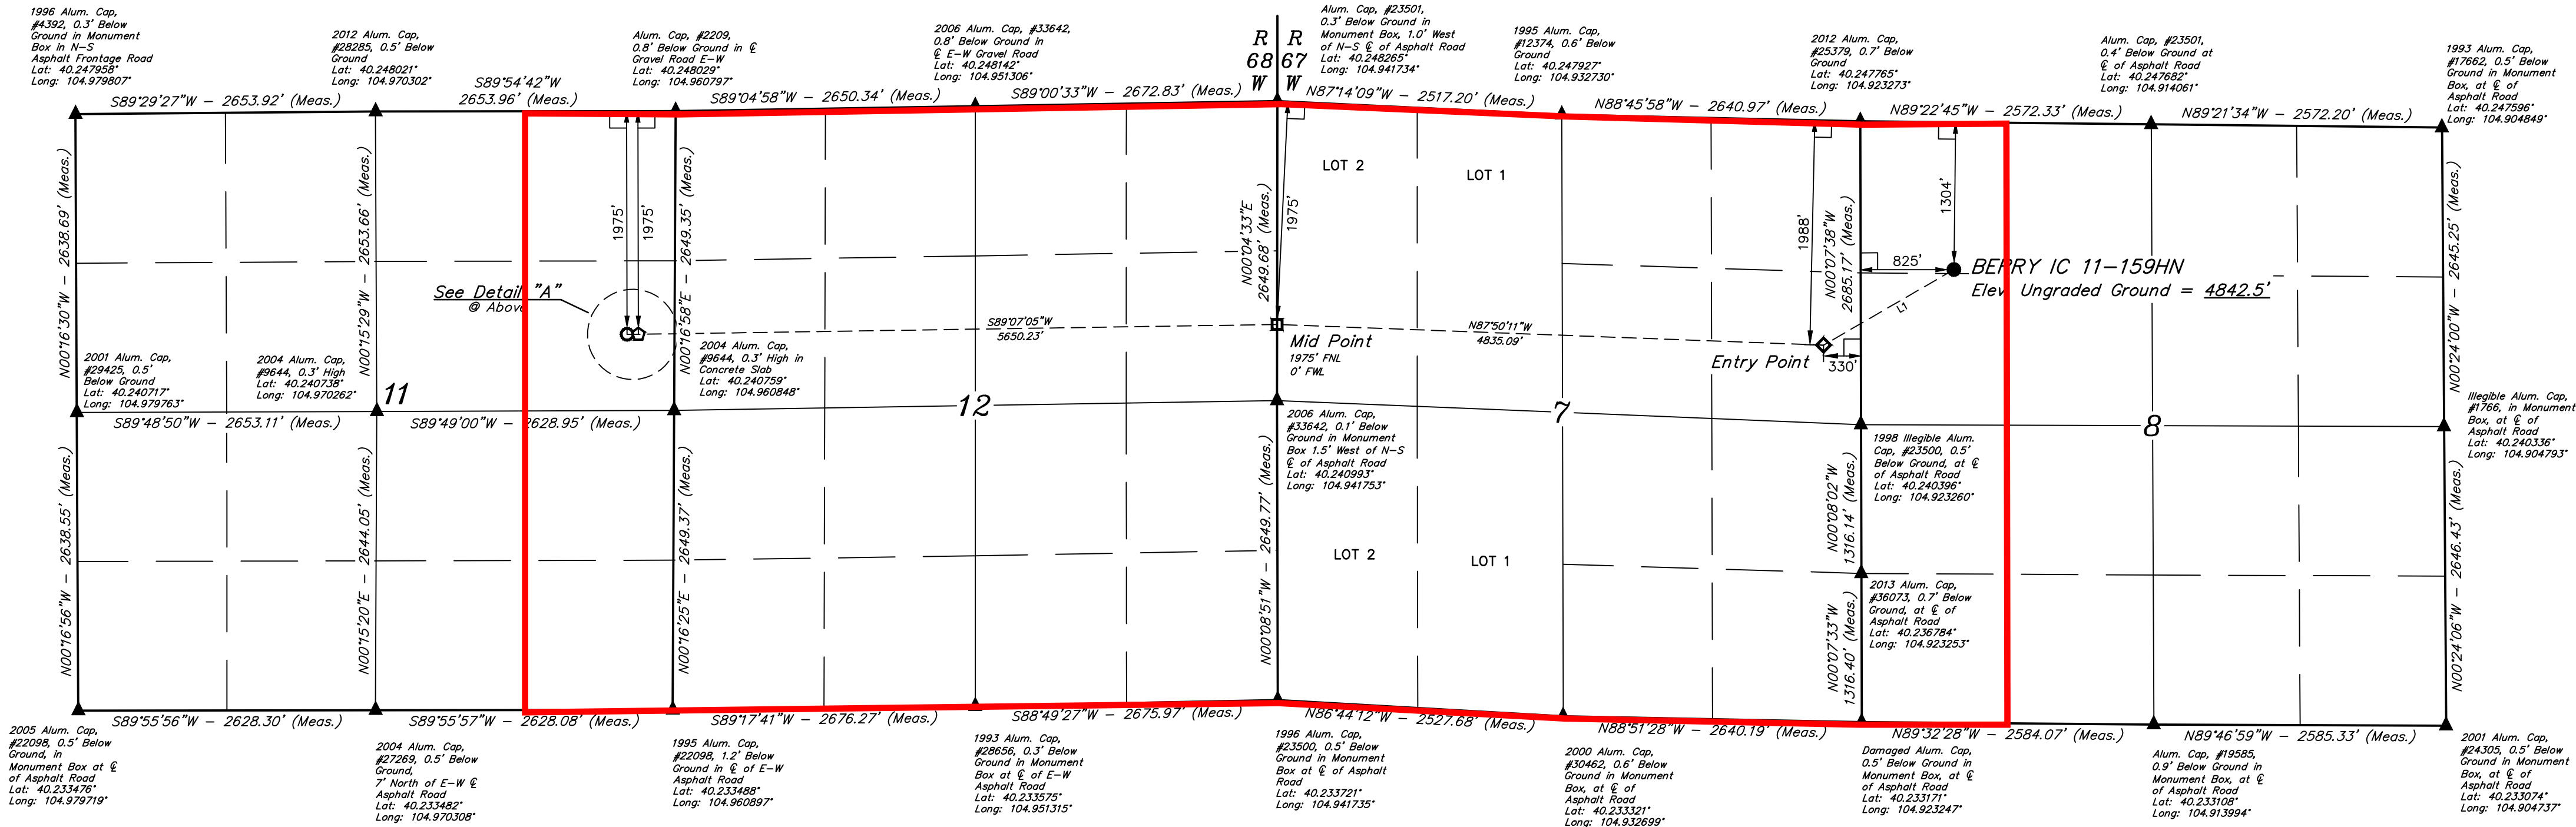 1996 Alum. Cap,
#4392, 0.3' Below
Ground in Monument
Box in N-S
Asphalt Frontage Road
Lat: 40.247958°
Long: 104.979807°
2012 Alum. Cap,
#28285, 0.5' Below
Ground
Lat: 40.248021°
Long: 104.970302°
Alum. Cap, #2209,
0.8' Below Ground in ℄
Gravel Road E-W
Lat: 40.248029°
Long: 104.960797°
2006 Alum. Cap, #33642,
0.8' Below Ground in
℄ E-W Gravel Road
Lat: 40.248142°
Long: 104.951306°
R R
68 67
W W
Alum. Cap, #23501,
0.3' Below Ground in
Monument Box, 1.0' West
of N-S ℄ of Asphalt Road
Lat: 40.248265°
Long: 104.941734°
1995 Alum. Cap,
#12374, 0.6' Below
Ground
Lat: 40.247927°
Long: 104.932730°
2012 Alum. Cap,
#25379, 0.7' Below
Ground
Lat: 40.247765°
Long: 104.923273°
Alum. Cap, #23501,
0.4' Below Ground at
℄ of Asphalt Road
Lat: 40.247682°
Long: 104.914061°
1993 Alum. Cap,
#17662, 0.5' Below
Ground in Monument
Box, at ℄ of
Asphalt Road
Lat: 40.247596°
Long: 104.904849°
S89°29'27"W - 2653.92' (Meas.)
S89°54'42"W
2653.96' (Meas.)
S89°04'58"W - 2650.34' (Meas.)
S89°00'33"W - 2672.83' (Meas.)
N87°14'09"W - 2517.20' (Meas.)
N88°45'58"W - 2640.97' (Meas.)
N89°22'45"W - 2572.33' (Meas.)
N89°21'34"W - 2572.20' (Meas.)
N00°16'30"W - 2638.69' (Meas.)
N00°15'29"W - 2653.66' (Meas.)
1975'
1975'
N00°16'58"E - 2649.35' (Meas.)
N00°04'33"E
2649.68' (Meas.)
1975'
LOT 2
LOT 1
1988'
N00°07'38"W
2685.17' (Meas.)
1304'
825'
N00°24'00"W - 2645.25' (Meas.)
BERRY IC 11-159HN
Elev. Ungraded Ground = 4842.5'
See Detail "A"
@ Above
S89°07'05"W
5650.23'
N87°50'11"W
4835.09'
L1
Mid Point
1975' FNL
0' FWL
Entry Point
330'
2001 Alum. Cap,
#29425, 0.5'
Below Ground
Lat: 40.240717°
Long: 104.979763°
2004 Alum. Cap,
#9644, 0.3' High
Lat: 40.240738°
Long: 104.970262°
11
2004 Alum. Cap,
#9644, 0.3' High in
Concrete Slab
Lat: 40.240759°
Long: 104.960848°
12
7
8
S89°48'50"W - 2653.11' (Meas.)
S89°49'00"W - 2628.95' (Meas.)
2006 Alum. Cap,
#33642, 0.1' Below
Ground in Monument
Box 1.5' West of N-S
℄ of Asphalt Road
Lat: 40.240993°
Long: 104.941753°
1998 Illegible Alum.
Cap, #23500, 0.5'
Below Ground, at ℄
of Asphalt Road
Lat: 40.240396°
Long: 104.923260°
Illegible Alum. Cap,
#1766, in Monument
Box, at ℄ of
Asphalt Road
Lat: 40.240336°
Long: 104.904793°
N00°16'56"W - 2638.55' (Meas.)
N00°15'20"E - 2644.05' (Meas.)
N00°16'25"E - 2649.37' (Meas.)
N00°08'51"W - 2649.77' (Meas.)
LOT 2
LOT 1
N00°08'02"W
1316.14' (Meas.)
N00°07'33"W
1316.40' (Meas.)
2013 Alum. Cap,
#36073, 0.7' Below
Ground, at ℄ of
Asphalt Road
Lat: 40.236784°
Long: 104.923253°
N00°24'06"W - 2646.43' (Meas.)
S89°55'56"W - 2628.30' (Meas.)
S89°55'57"W - 2628.08' (Meas.)
S89°17'41"W - 2676.27' (Meas.)
S88°49'27"W - 2675.97' (Meas.)
N86°44'12"W - 2527.68' (Meas.)
N88°51'28"W - 2640.19' (Meas.)
N89°32'28"W - 2584.07' (Meas.)
N89°46'59"W - 2585.33' (Meas.)
2005 Alum. Cap,
#22098, 0.5' Below
Ground, in
Monument Box at ℄
of Asphalt Road
Lat: 40.233476°
Long: 104.979719°
2004 Alum. Cap,
#27269, 0.5' Below
Ground,
7' North of E-W ℄
Asphalt Road
Lat: 40.233482°
Long: 104.970308°
1995 Alum. Cap,
#22098, 1.2' Below
Ground in ℄ of E-W
Asphalt Road
Lat: 40.233488°
Long: 104.960897°
1993 Alum. Cap,
#28656, 0.3' Below
Ground in Monument
Box at ℄ of E-W
Asphalt Road
Lat: 40.233575°
Long: 104.951315°
1996 Alum. Cap,
#23500, 0.5' Below
Ground in Monument
Box at ℄ of Asphalt
Road
Lat: 40.233721°
Long: 104.941735°
2000 Alum. Cap,
#30462, 0.6' Below
Ground in Monument
Box, at ℄ of
Asphalt Road
Lat: 40.233321°
Long: 104.932699°
Damaged Alum. Cap,
0.5' Below Ground in
Monument Box, at ℄
of Asphalt Road
Lat: 40.233171°
Long: 104.923247°
Alum. Cap, #19585,
0.9' Below Ground in
Monument Box, at ℄
of Asphalt Road
Lat: 40.233108°
Long: 104.913994°
2001 Alum. Cap,
#24305, 0.5' Below
Ground in Monument
Box, at ℄ of
Asphalt Road
Lat: 40.233074°
Long: 104.904737°